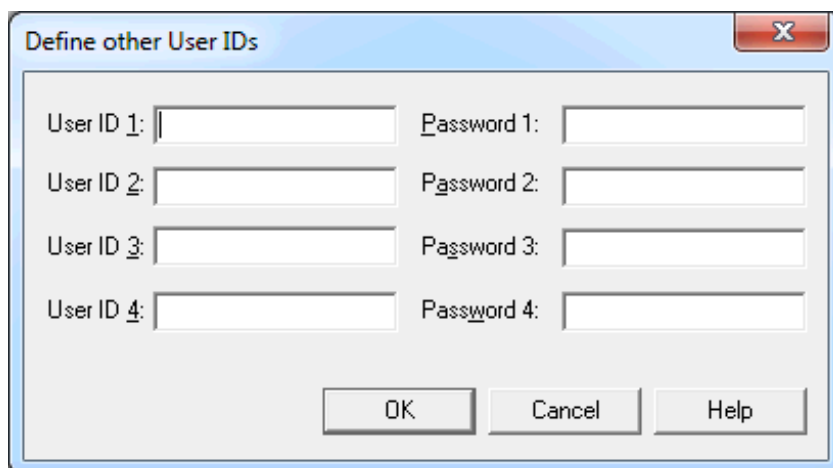 Define other User IDs
User ID 1: Password 1:
User ID 2: Password 2:
User ID 3: Password 3:
User ID 4: Password 4:
OK Cancel Help